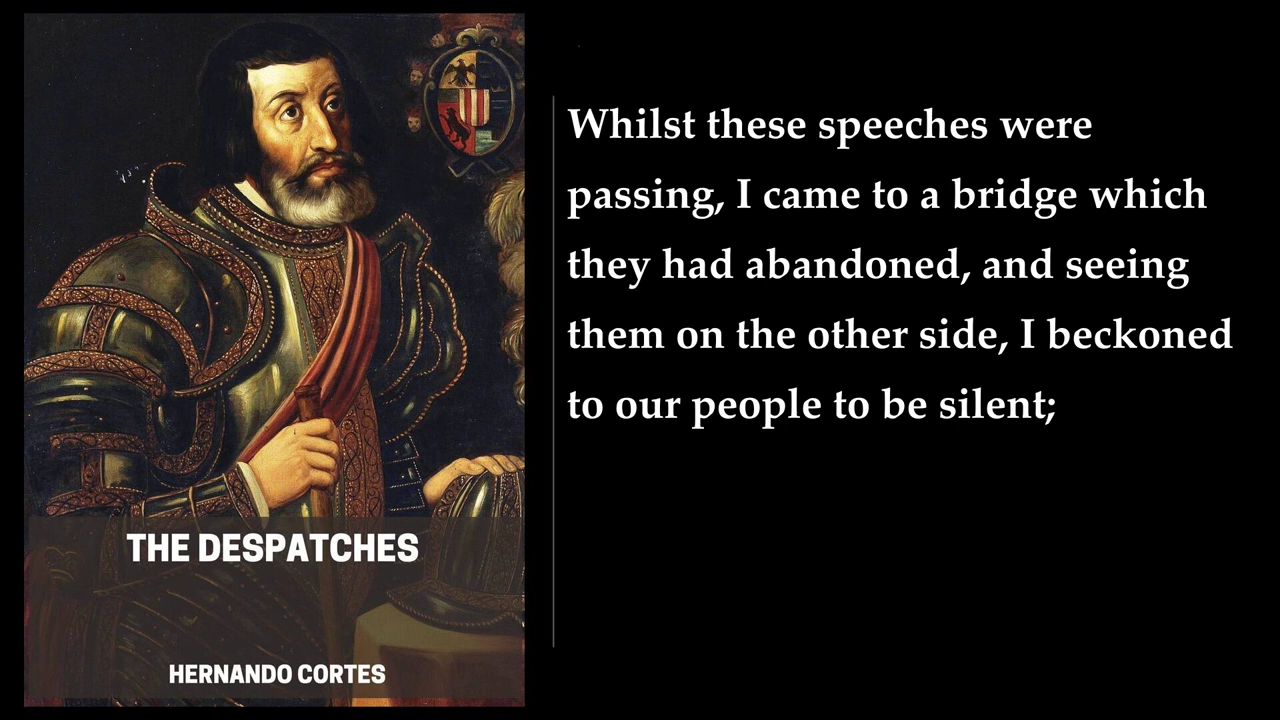 THE DESPATCHES
HERNANDO CORTES
Whilst these speeches were
passing, I came to a bridge which
they had abandoned, and seeing
them on the other side, I beckoned
to our people to be silent;